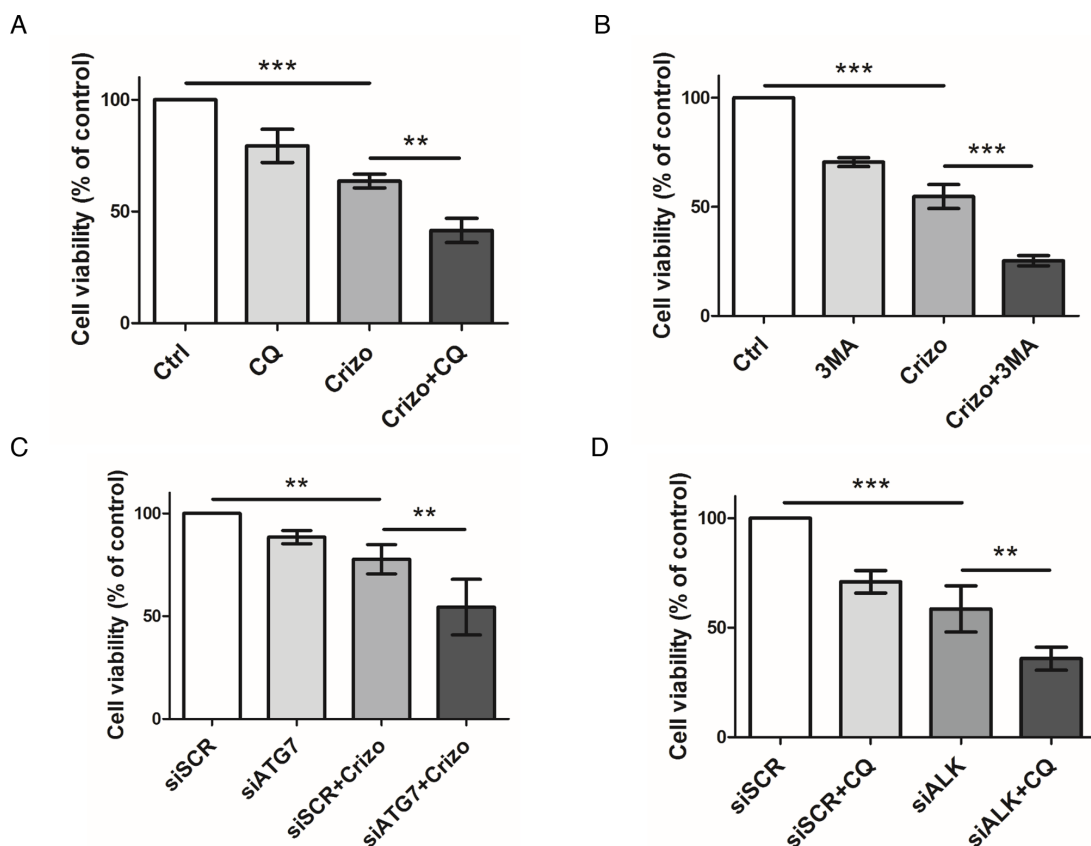 A
Cell viability (% of control)
100
50
0
***
**
Ctrl
CQ
Crizo
Crizo+CQ
B
Cell viability (% of control)
100
50
0
***
***
Ctrl
3MA
Crizo
Crizo+3MA
C
Cell viability (% of control)
100
50
0
**
**
siSCR
siATG7
siSCR+Crizo
siATG7+Crizo
D
Cell viability (% of control)
100
50
0
***
**
siSCR
siSCR+CQ
siALK
siALK+CQ